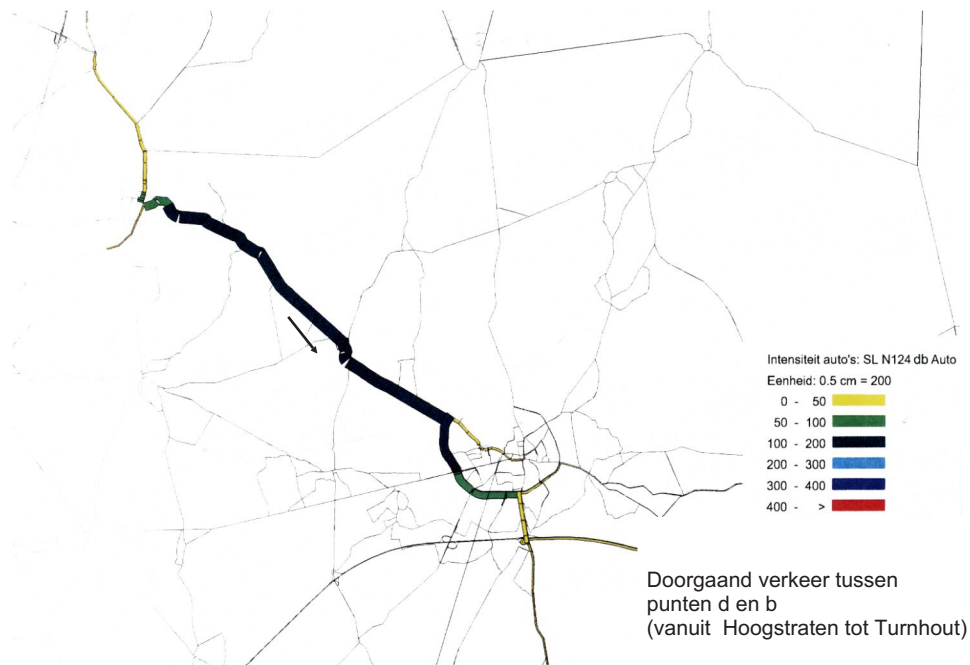 Intensiteit auto's: SL N124 db Auto
Eenheid: 0.5 cm = 200
0 - 50
50 - 100
100 - 200
200 - 300
300 - 400
400 - >
Doorgaand verkeer tussen
punten d en b
(vanuit Hoogstraten tot Turnhout)